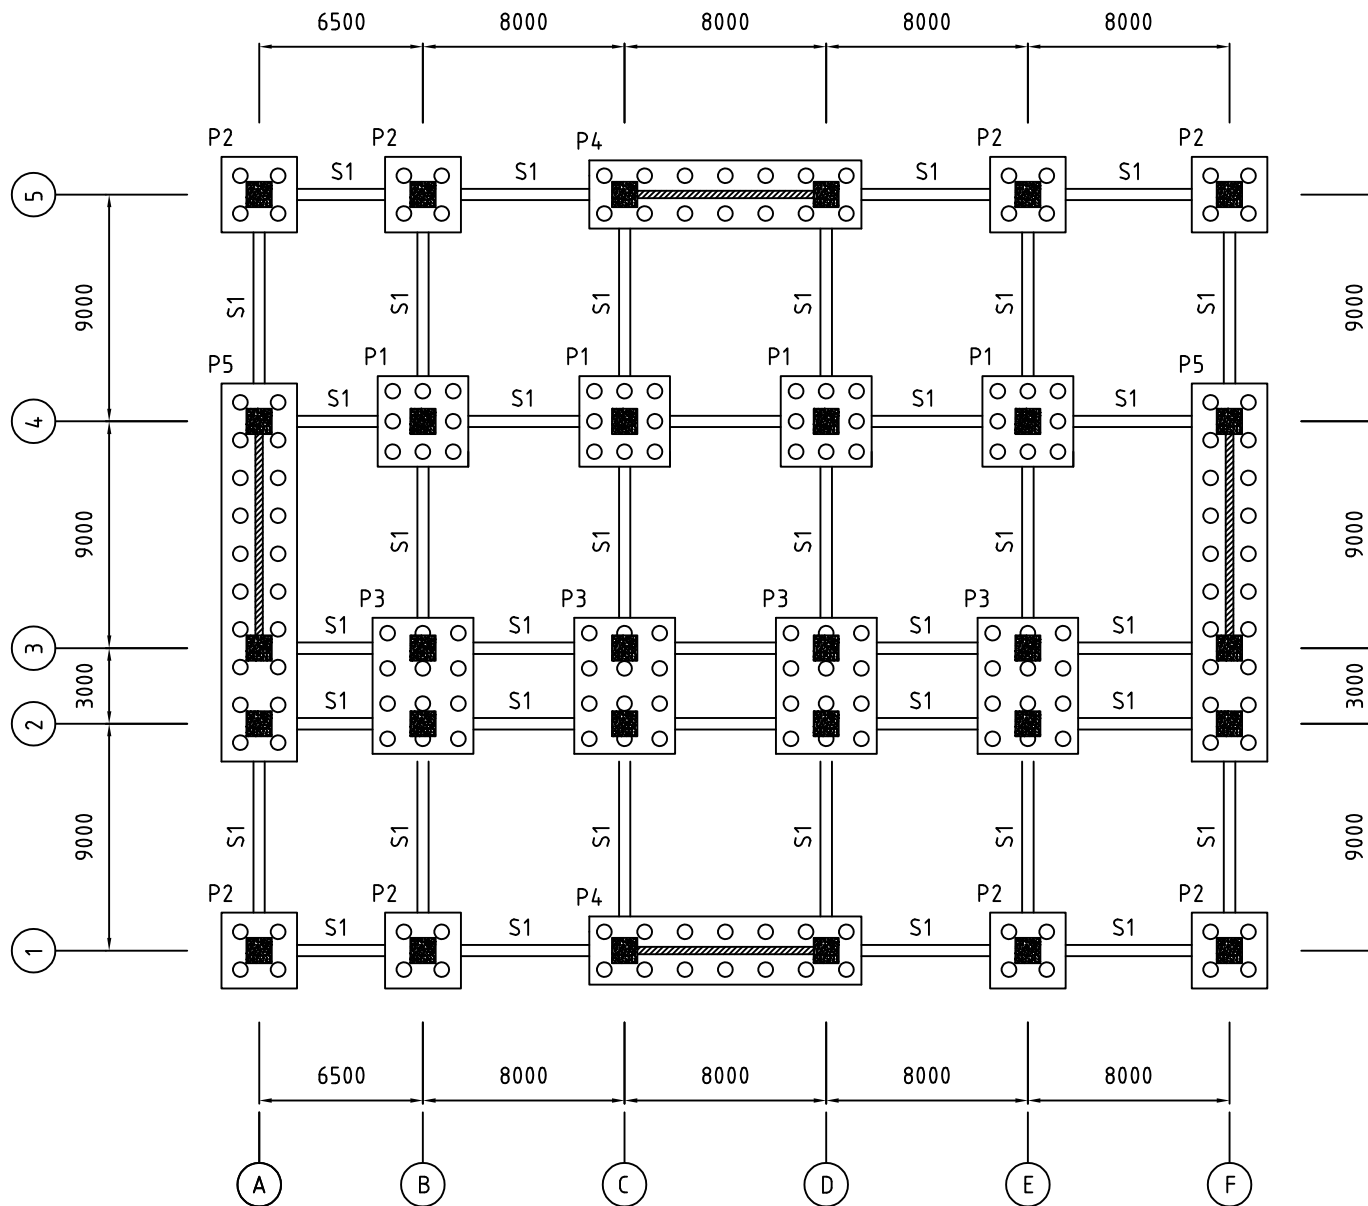 6500 8000 8000 8000 8000
P2 P2 P4 P2 P2
S1 S1 S1 S1
5
9000 S1 S1 S1 S1 S1 S1 9000
P5 P1 P1 P1 P1 P5
S1 S1 S1 S1
4
9000 S1 S1 S1 S1 9000
P3 P3 P3 P3
S1 S1 S1 S1
3
3000 3000
S1 S1 S1 S1
2
9000 S1 S1 S1 S1 S1 S1 9000
P2 P2 P4 P2 P2
S1 S1 S1 S1
1
6500 8000 8000 8000 8000
A B C D E F